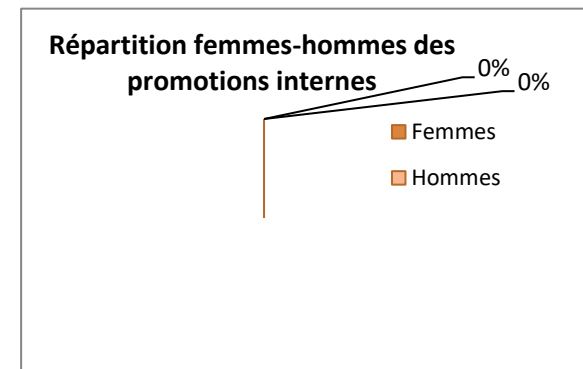 Répartition femmes-hommes des
promotions internes
0%
0%
Femmes
Hommes